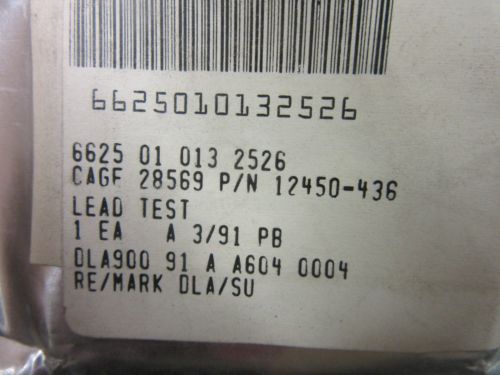 6625010132526
6625 01 013 2526
CAGE 28569 P/N 12450-436
LEAD TEST
1 EA A 3/91 PB
DLA900 91 A A604 0004
RE/MARK DLA/SU